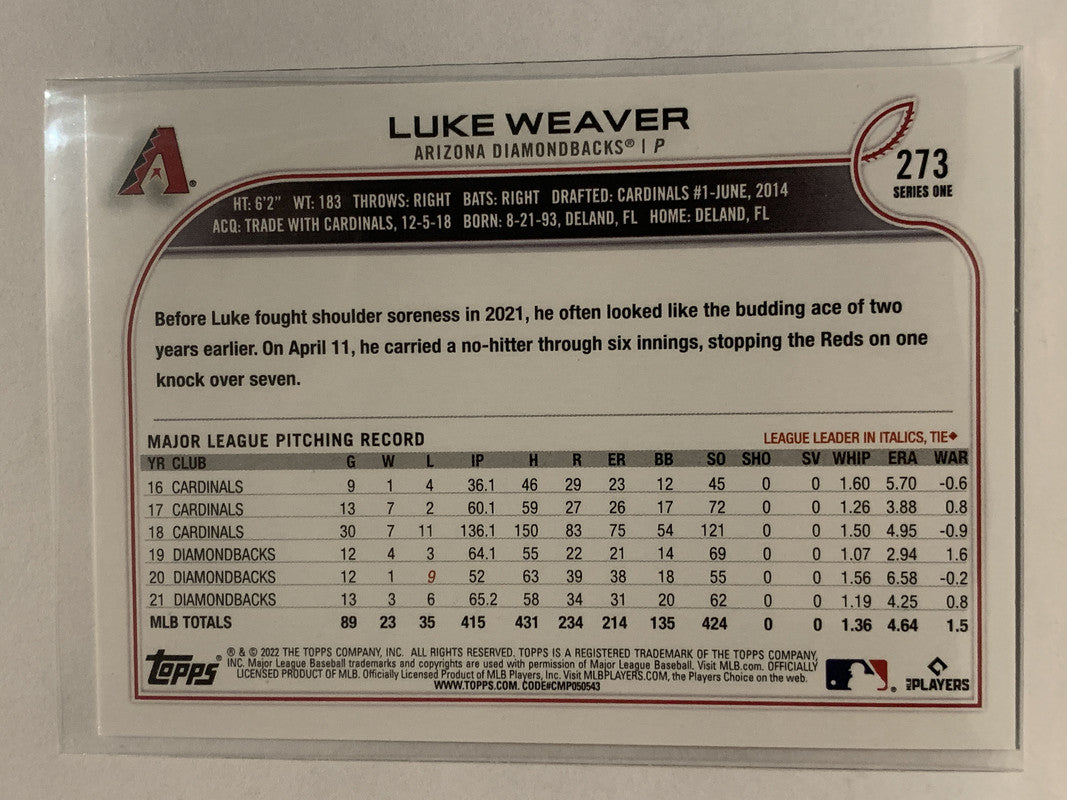 LUKE WEAVER
ARIZONA DIAMONDBACKS® | P
273
SERIES ONE
HT: 6'2" WT: 183 THROWS: RIGHT BATS: RIGHT DRAFTED: CARDINALS #1-JUNE, 2014
ACQ: TRADE WITH CARDINALS, 12-5-18 BORN: 8-21-93, DELAND, FL HOME: DELAND, FL
Before Luke fought shoulder soreness in 2021, he often looked like the budding ace of two
years earlier. On April 11, he carried a no-hitter through six innings, stopping the Reds on one
knock over seven.
MAJOR LEAGUE PITCHING RECORD LEAGUE LEADER IN ITALICS, TIE◆
YR CLUB G W L IP H R ER BB SO SHO SV WHIP ERA WAR
16 CARDINALS 9 1 4 36.1 46 29 23 12 45 0 0 1.60 5.70 -0.6
17 CARDINALS 13 7 2 60.1 59 27 26 17 72 0 0 1.26 3.88 0.8
18 CARDINALS 30 7 11 136.1 150 83 75 54 121 0 0 1.50 4.95 -0.9
19 DIAMONDBACKS 12 4 3 64.1 55 22 21 14 69 0 0 1.07 2.94 1.6
20 DIAMONDBACKS 12 1 9 52 63 39 38 18 55 0 0 1.56 6.58 -0.2
21 DIAMONDBACKS 13 3 6 65.2 58 34 31 20 62 0 0 1.19 4.25 0.8
MLB TOTALS 89 23 35 415 431 234 214 135 424 0 0 1.36 4.64 1.5
Topps®
® & © 2022 THE TOPPS COMPANY, INC. ALL RIGHTS RESERVED. TOPPS IS A REGISTERED TRADEMARK OF THE TOPPS COMPANY,
INC. Major League Baseball trademarks and copyrights are used with permission of Major League Baseball. Visit MLB.com. OFFICIALLY
LICENSED PRODUCT OF MLB. Officially Licensed Product of MLB Players, Inc. Visit MLBPLAYERS.COM, the Players Choice on the web.
WWW.TOPPS.COM. CODE#CMP050543
MLB PLAYERS